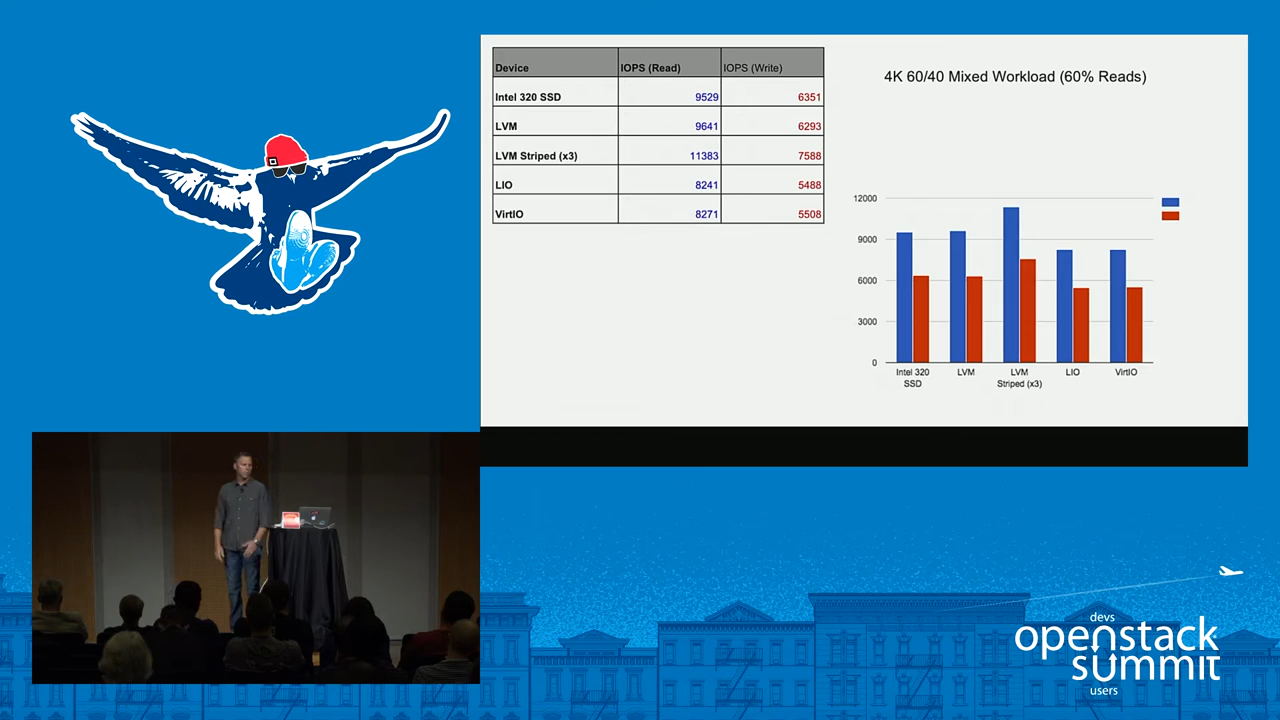 Device IOPS (Read) IOPS (Write)
Intel 320 SSD 9529 6351
LVM 9641 6293
LVM Striped (x3) 11383 7588
LIO 8241 5488
VirtIO 8271 5508
4K 60/40 Mixed Workload (60% Reads)
12000
9000
6000
3000
0
Intel 320
SSD
LVM
LVM
Striped (x3)
LIO
VirtIO
devs
openstack
summit
users